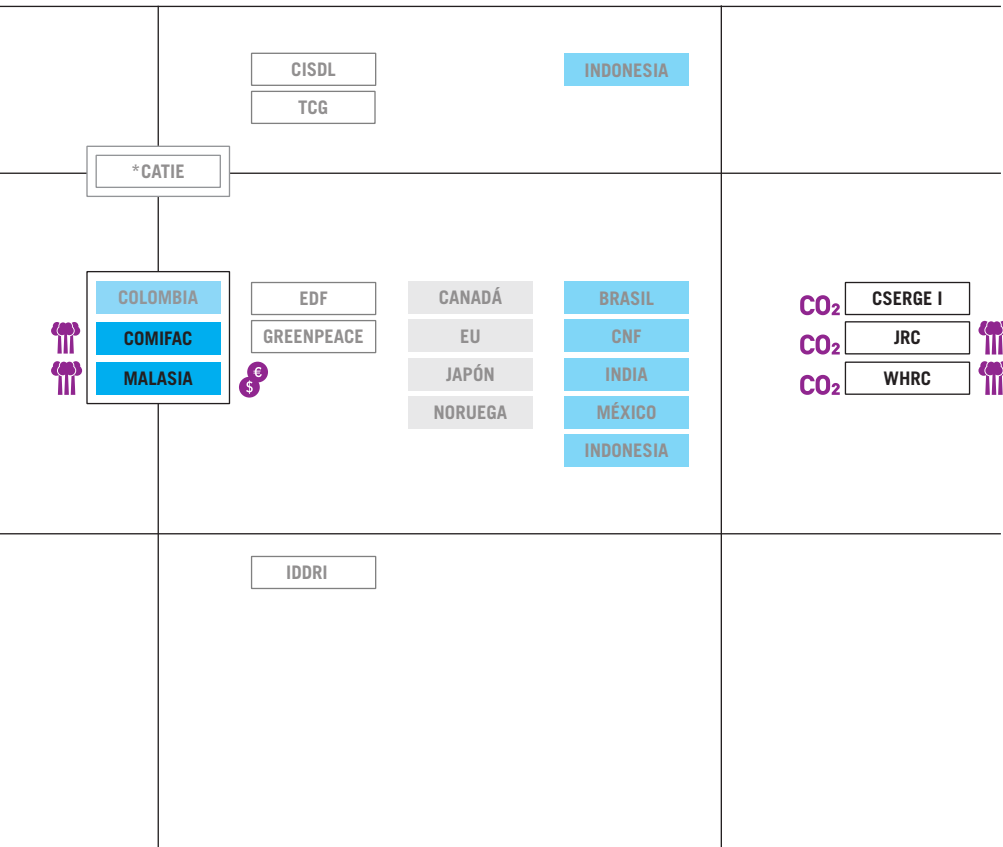 CISDL
INDONESIA
TCG
*CATIE
COLOMBIA
COMIFAC
MALASIA
€
$
EDF
GREENPEACE
CANADÁ
EU
JAPÓN
NORUEGA
BRASIL
CNF
INDIA
MÉXICO
INDONESIA
CO₂ CSERGE I
CO₂ JRC
CO₂ WHRC
IDDRI